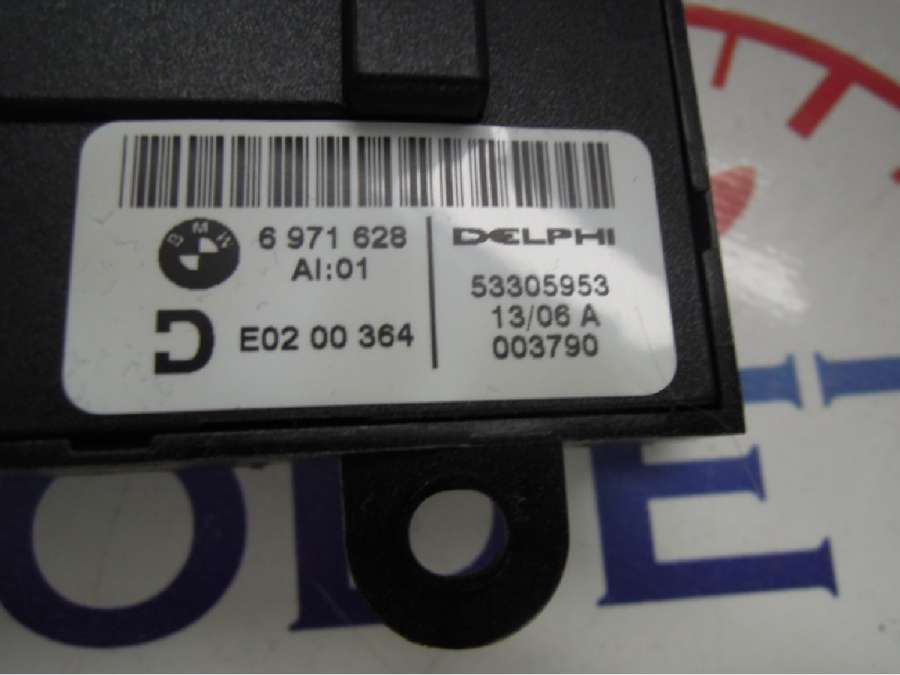 BMW
6 971 628
AI:01
E02 00 364
DELPHI
53305953
13/06 A
003790